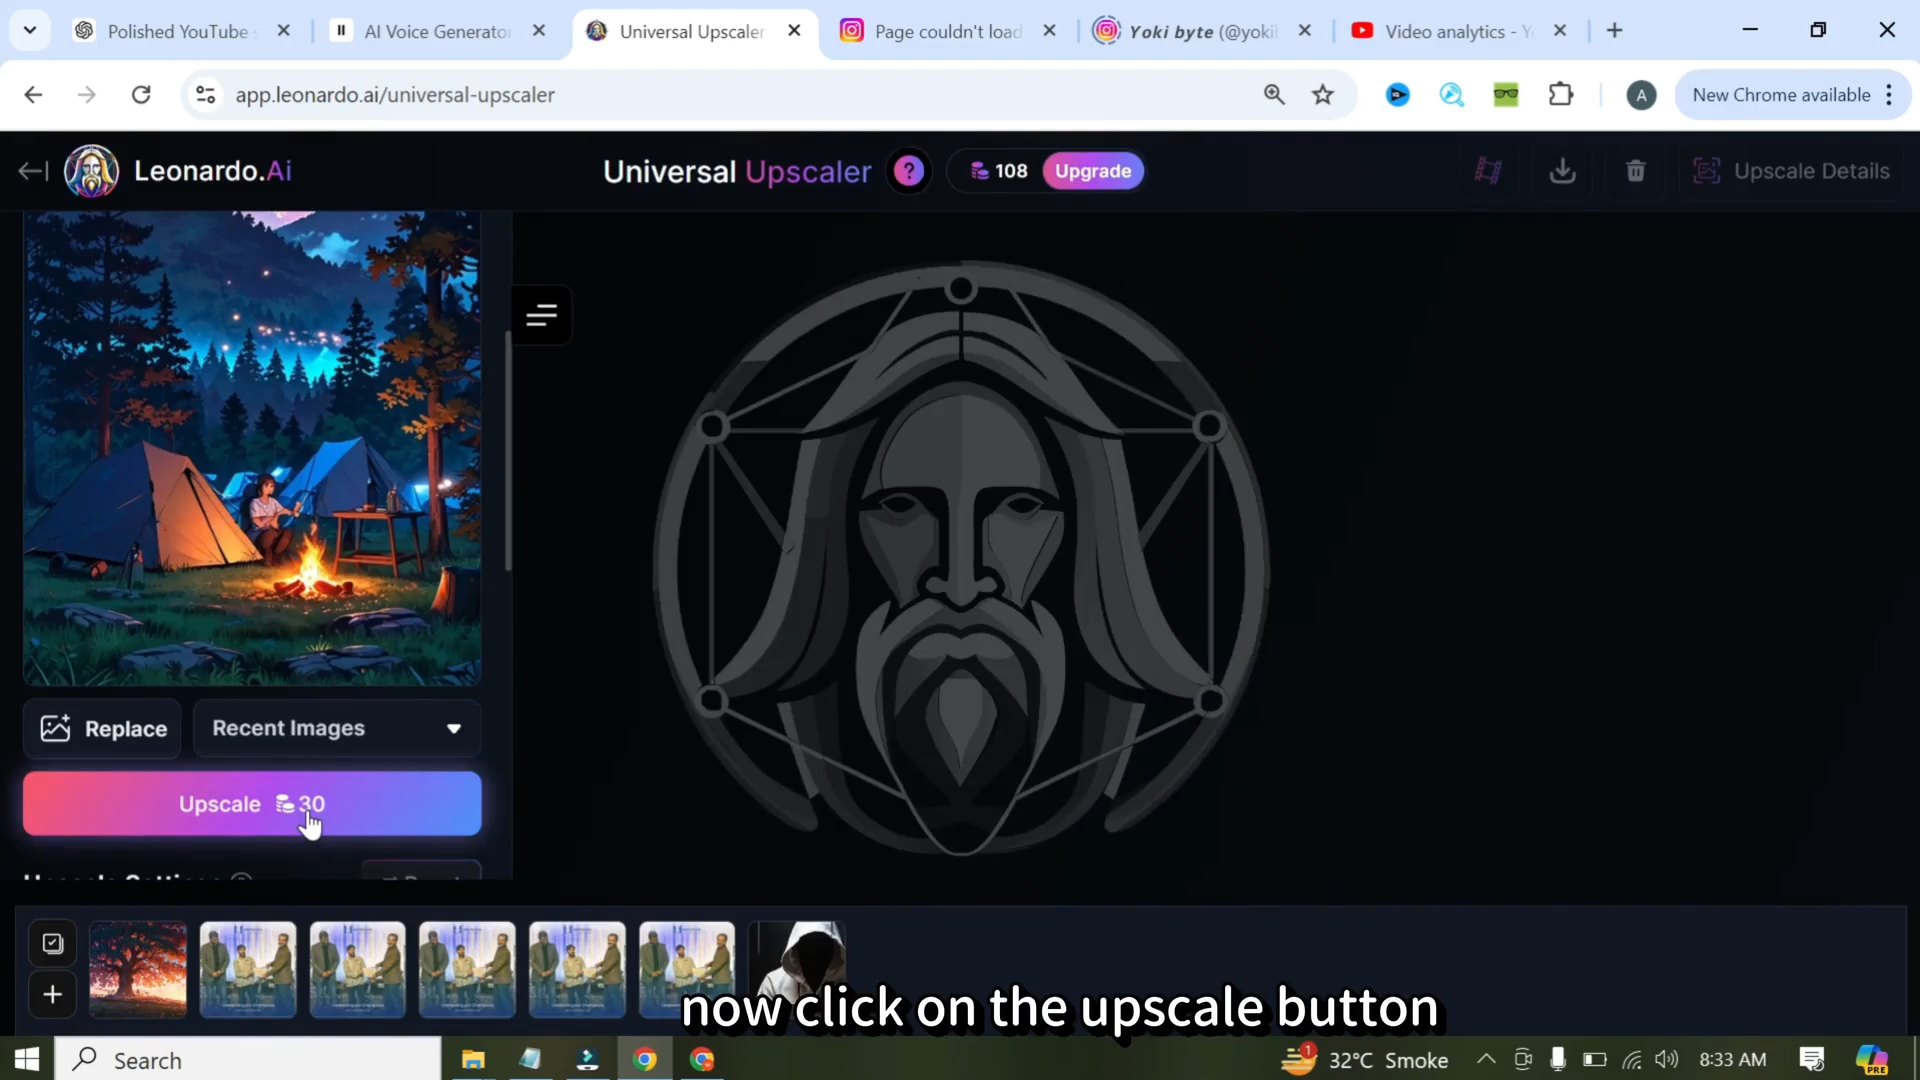 Polished YouTube
AI Voice Generato
Universal Upscaler
Page couldn't load
Yoki byte (@yoki
Video analytics - Y
app.leonardo.ai/universal-upscaler
A
New Chrome available
Leonardo.Ai
Universal Upscaler
?
108
Upgrade
Upscale Details
Replace
Recent Images
Upscale 30
now click on the upscale button
Search
1
32°C Smoke
8:33 AM
PRE